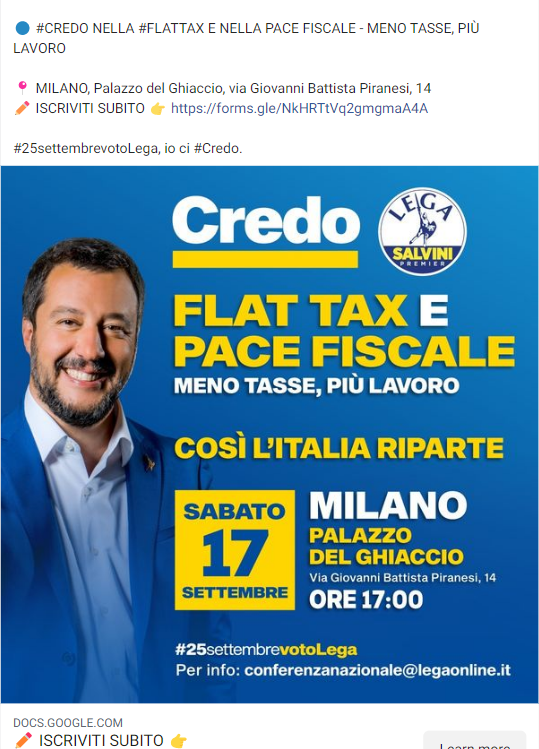 🔵 #CREDO NELLA #FLATTAX E NELLA PACE FISCALE - MENO TASSE, PIÙ
LAVORO
📍 MILANO, Palazzo del Ghiaccio, via Giovanni Battista Piranesi, 14
✏️ ISCRIVITI SUBITO 👉 https://forms.gle/NkHRTtVq2gmgmaA4A
#25settembrevotoLega, io ci #Credo.
Credo
LEGA
SALVINI
PREMIER
FLAT TAX E
PACE FISCALE
MENO TASSE, PIÙ LAVORO
COSÌ L'ITALIA RIPARTE
SABATO
17
SETTEMBRE
MILANO
PALAZZO
DEL GHIACCIO
Via Giovanni Battista Piranesi, 14
ORE 17:00
#25settembrevotoLega
Per info: conferenzanazionale@legaonline.it
DOCS.GOOGLE.COM
✏️ ISCRIVITI SUBITO 👉
Learn more